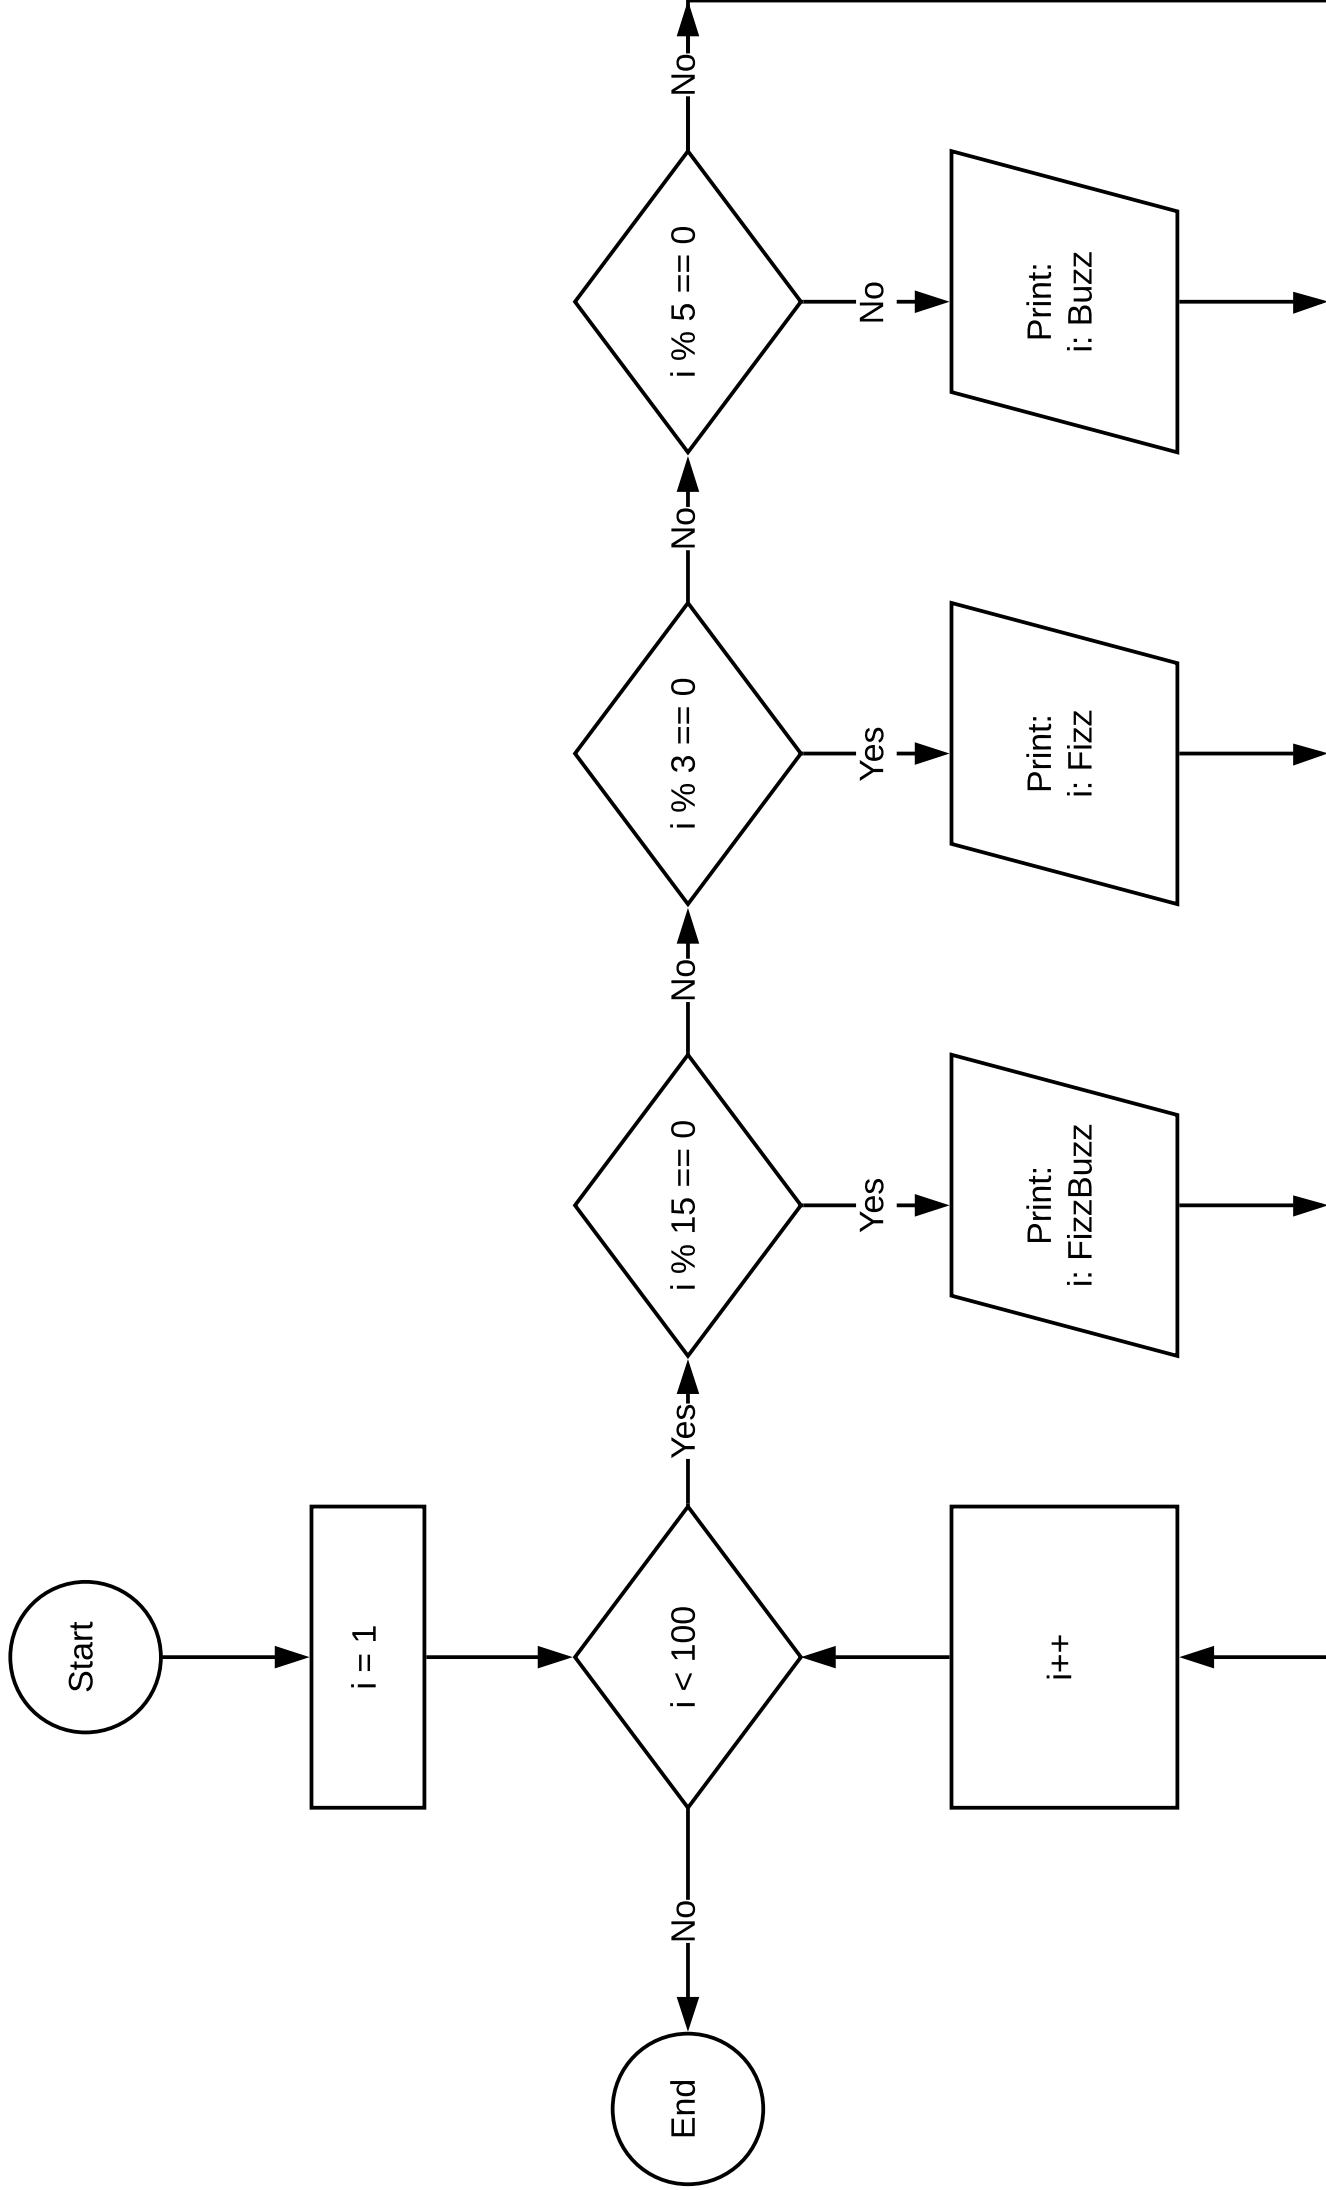 Start
i = 1
End
No
i < 100
Yes
i % 15 == 0
No
i % 3 == 0
No
i % 5 == 0
No
Yes
Yes
No
i++
Print:
i: FizzBuzz
Print:
i: Fizz
Print:
i: Buzz